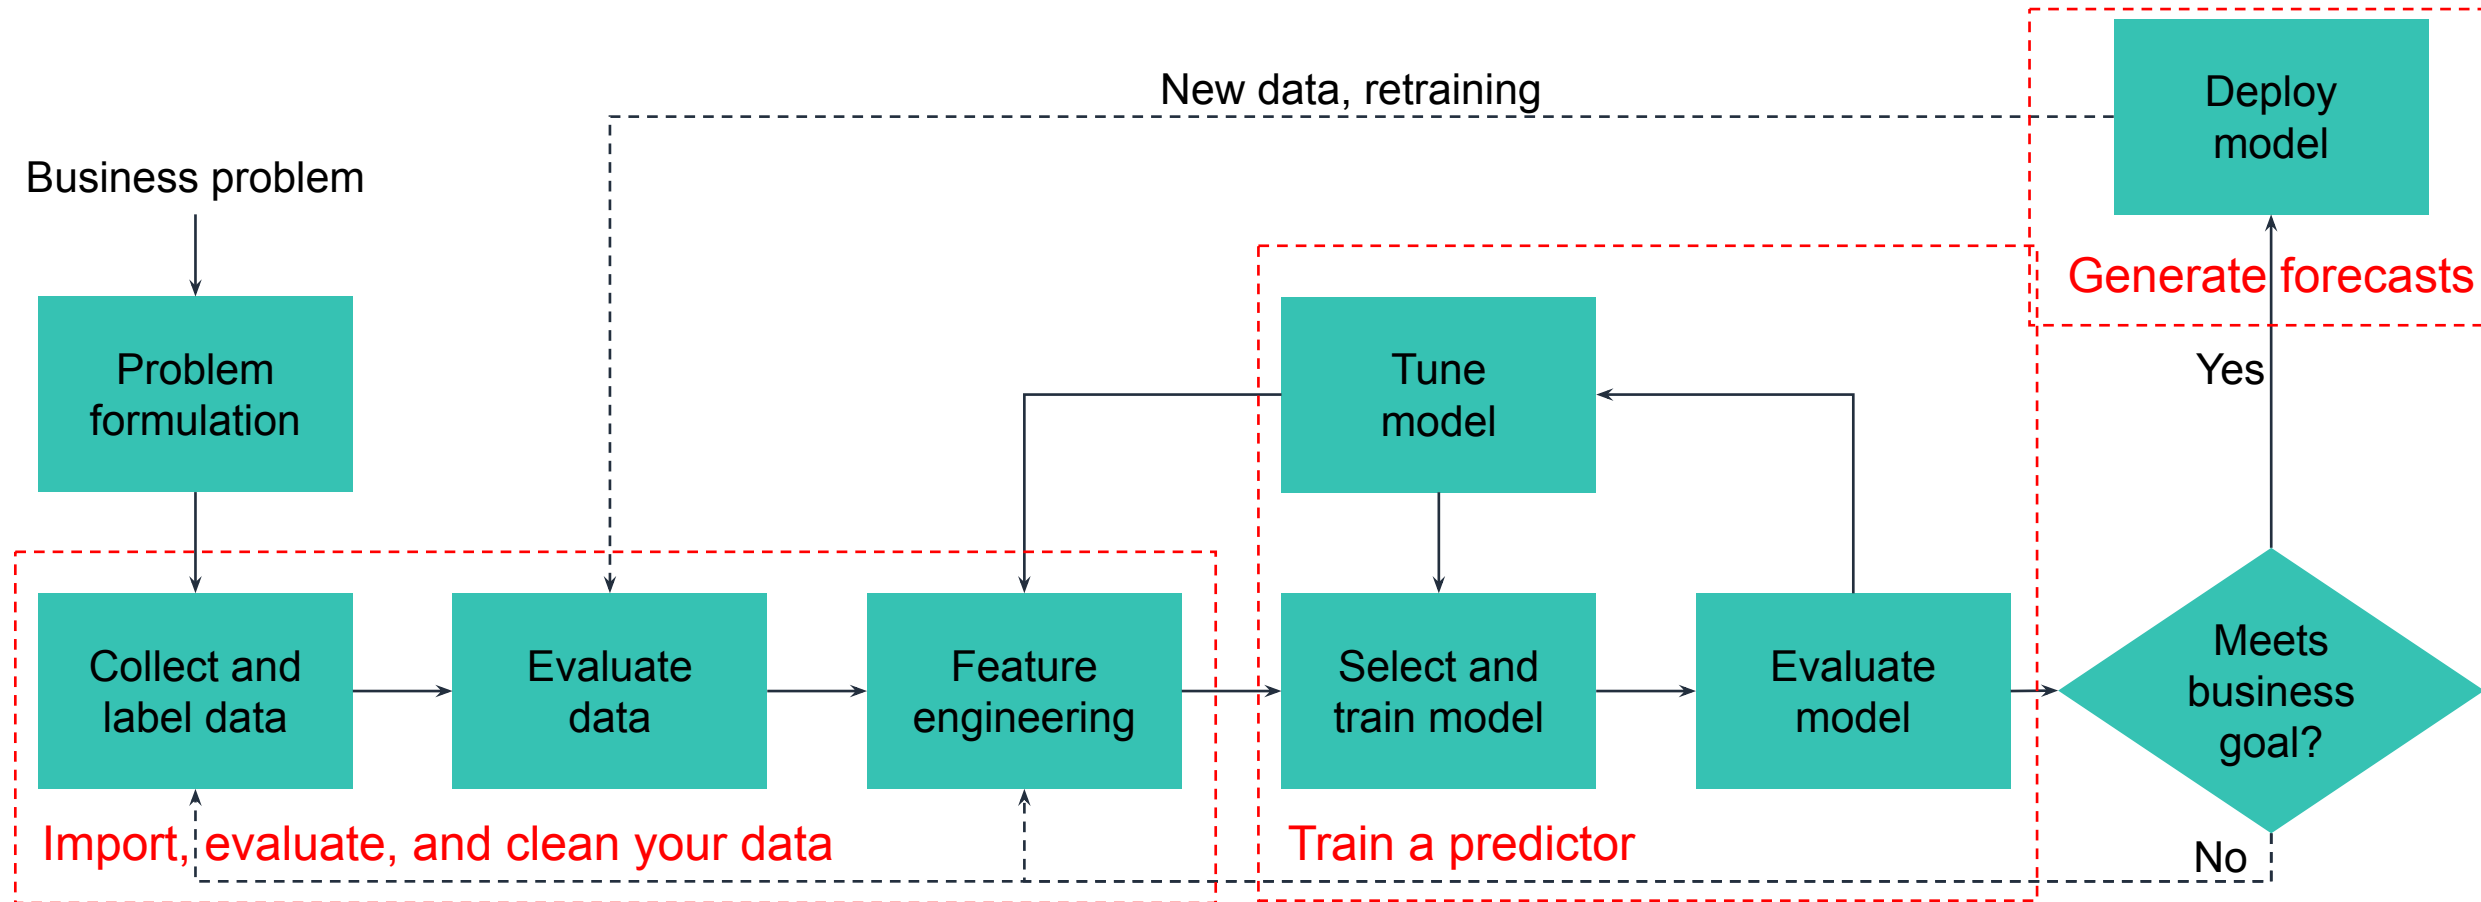 New data, retraining
Deploy
model
Business problem
Generate forecasts
Problem
formulation
Tune
model
Yes
Collect and
label data
Evaluate
data
Feature
engineering
Select and
train model
Evaluate
model
Meets
business
goal?
Import, evaluate, and clean your data
Train a predictor
No